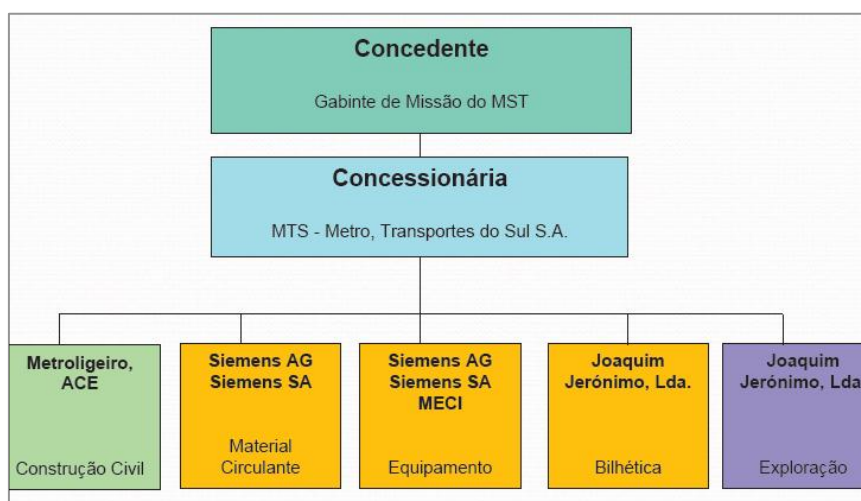 Concedente
Gabinte de Missão do MST
Concessionária
MTS - Metro, Transportes do Sul S.A.
Metroligeiro,
ACE
Construção Civil
Siemens AG
Siemens SA
Material
Circulante
Siemens AG
Siemens SA
MECI
Equipamento
Joaquim
Jerónimo, Lda.
Bilhética
Joaquim
Jerónimo, Lda
Exploração